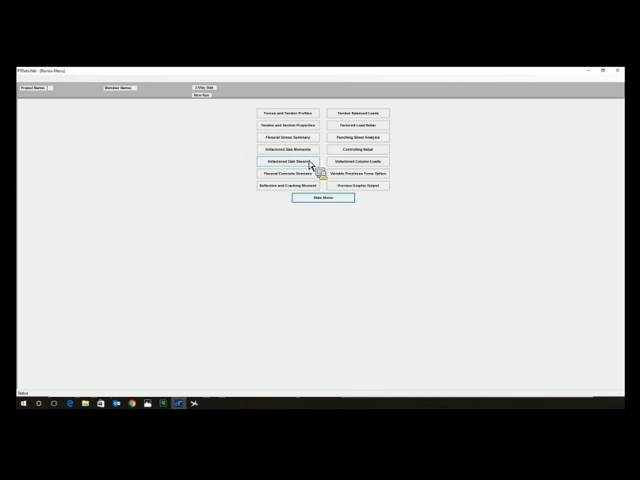 PTData.Net - [Review Menu]
Project Name:
Member Name:
2-Way Slab
New Run
Forces and Tendon Profiles
Tendon Balanced Loads
Tendon and Section Properties
Factored Load Rebar
Flexural Stress Summary
Punching Shear Analysis
Unfactored Slab Moments
Controlling Rebar
Unfactored Slab Shears
Unfactored Column Loads
Flexural Concrete Stresses
Variable Prestress Force Option
Deflection and Cracking Moment
Preview Graphic Output
Main Menu
Status